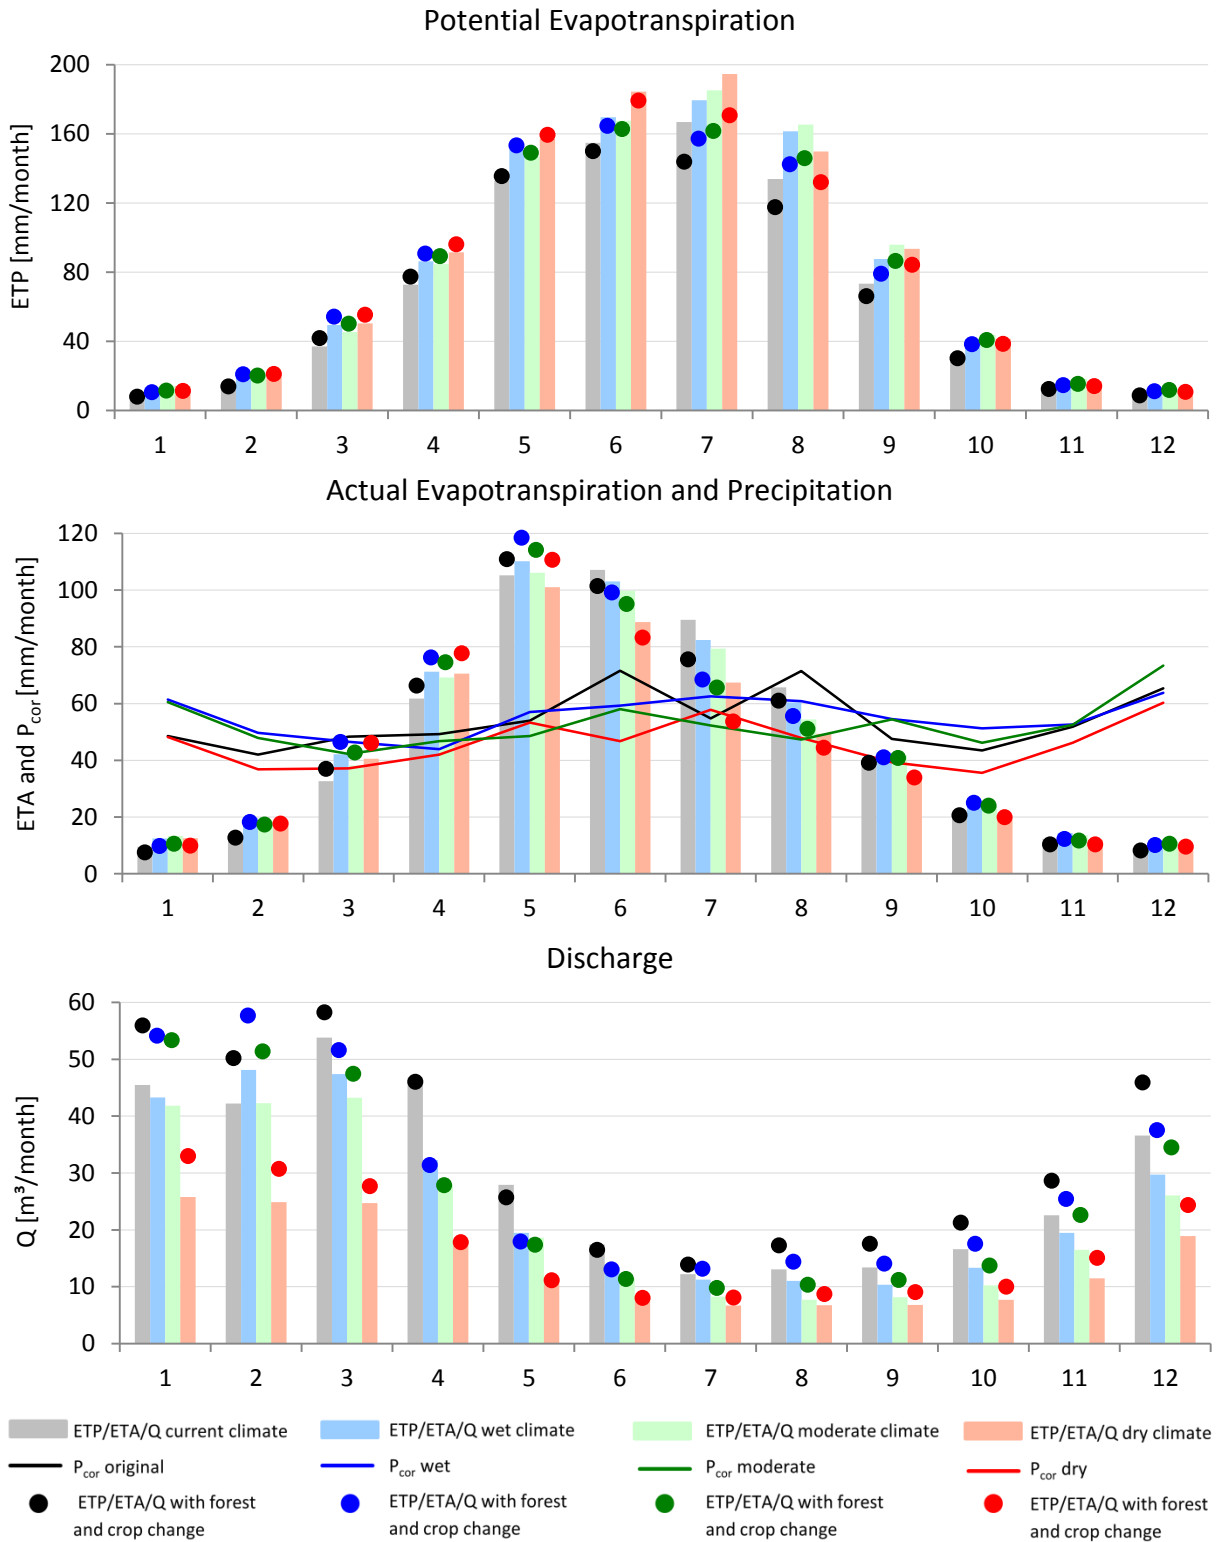 Potential Evapotranspiration
ETP [mm/month]
200
160
120
80
40
0
1 2 3 4 5 6 7 8 9 10 11 12
Actual Evapotranspiration and Precipitation
ETA and Pcor [mm/month]
120
100
80
60
40
20
0
1 2 3 4 5 6 7 8 9 10 11 12
Discharge
Q [m³/month]
60
50
40
30
20
10
0
1 2 3 4 5 6 7 8 9 10 11 12
ETP/ETA/Q current climate
ETP/ETA/Q wet climate
ETP/ETA/Q moderate climate
ETP/ETA/Q dry climate
Pcor original
Pcor wet
Pcor moderate
Pcor dry
ETP/ETA/Q with forest
and crop change
ETP/ETA/Q with forest
and crop change
ETP/ETA/Q with forest
and crop change
ETP/ETA/Q with forest
and crop change